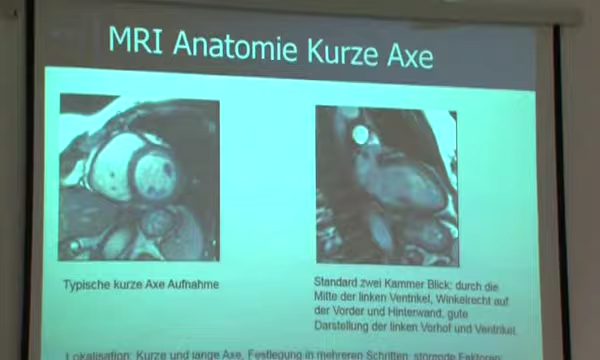 MRI Anatomie Kurze Axe
Typische kurze Axe Aufnahme
Standard zwei Kammer Blick: durch die
Mitte der linken Ventrikel, Winkelrecht auf
der Vorder und Hinterwand, gute
Darstellung der linken Vorhof und Ventrikel.
Lokalisation: Kurze und lange Axe, Festlegung in mehreren Schritten, störende Faktoren